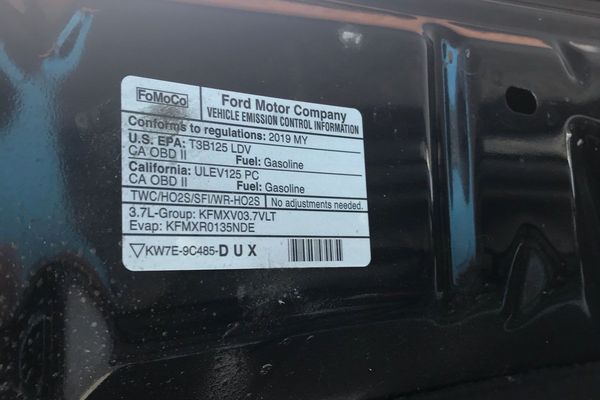 FoMoCo
Ford Motor Company
VEHICLE EMISSION CONTROL INFORMATION
Conforms to regulations: 2019 MY
U.S. EPA: T3B125 LDV
CA OBD II Fuel: Gasoline
California: ULEV125 PC
CA OBD II Fuel: Gasoline
TWC/HO2S/SFI/WR-HO2S No adjustments needed.
3.7L-Group: KFMXV03.7VLT
Evap: KFMXR0135NDE
KW7E-9C485-DUX